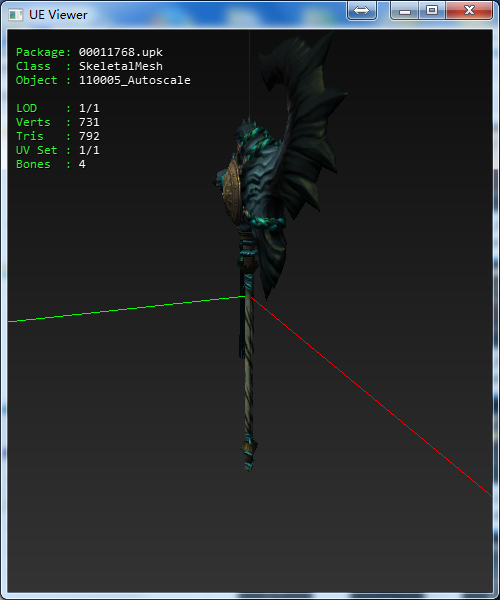 UE Viewer
Package: 00011768.upk
Class : SkeletalMesh
Object : 110005_Autoscale
LOD : 1/1
Verts : 731
Tris : 792
UV Set : 1/1
Bones : 4